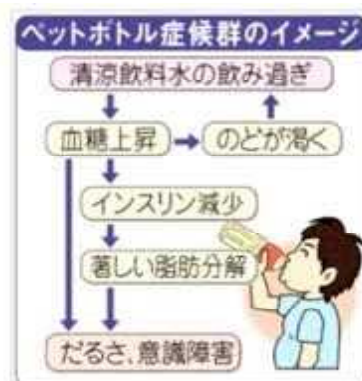 ペットボトル症候群のイメージ
清涼飲料水の飲み過ぎ
血糖上昇
のどが渇く
インスリン減少
著しい脂肪分解
だるさ、意識障害